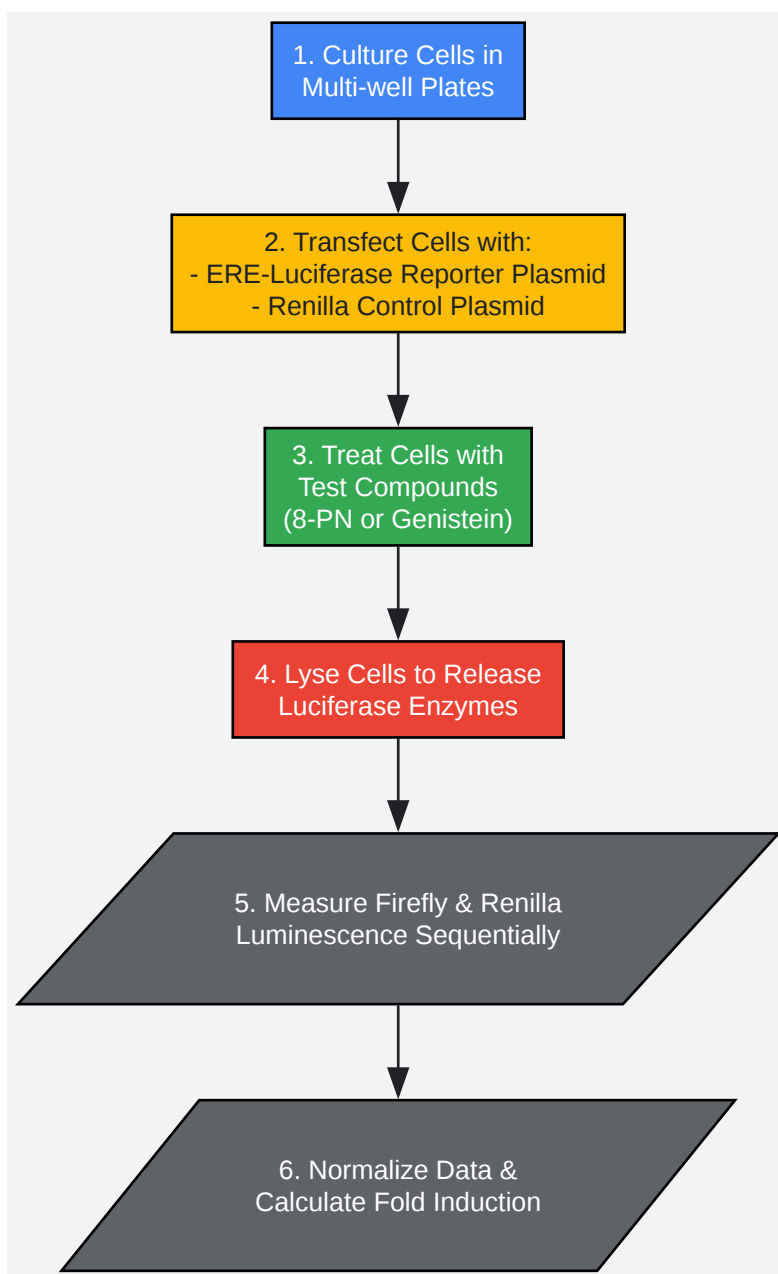 1. Culture Cells in
Multi-well Plates
2. Transfect Cells with:
- ERE-Luciferase Reporter Plasmid
- Renilla Control Plasmid
3. Treat Cells with
Test Compounds
(8-PN or Genistein)
4. Lyse Cells to Release
Luciferase Enzymes
5. Measure Firefly & Renilla
Luminescence Sequentially
6. Normalize Data &
Calculate Fold Induction